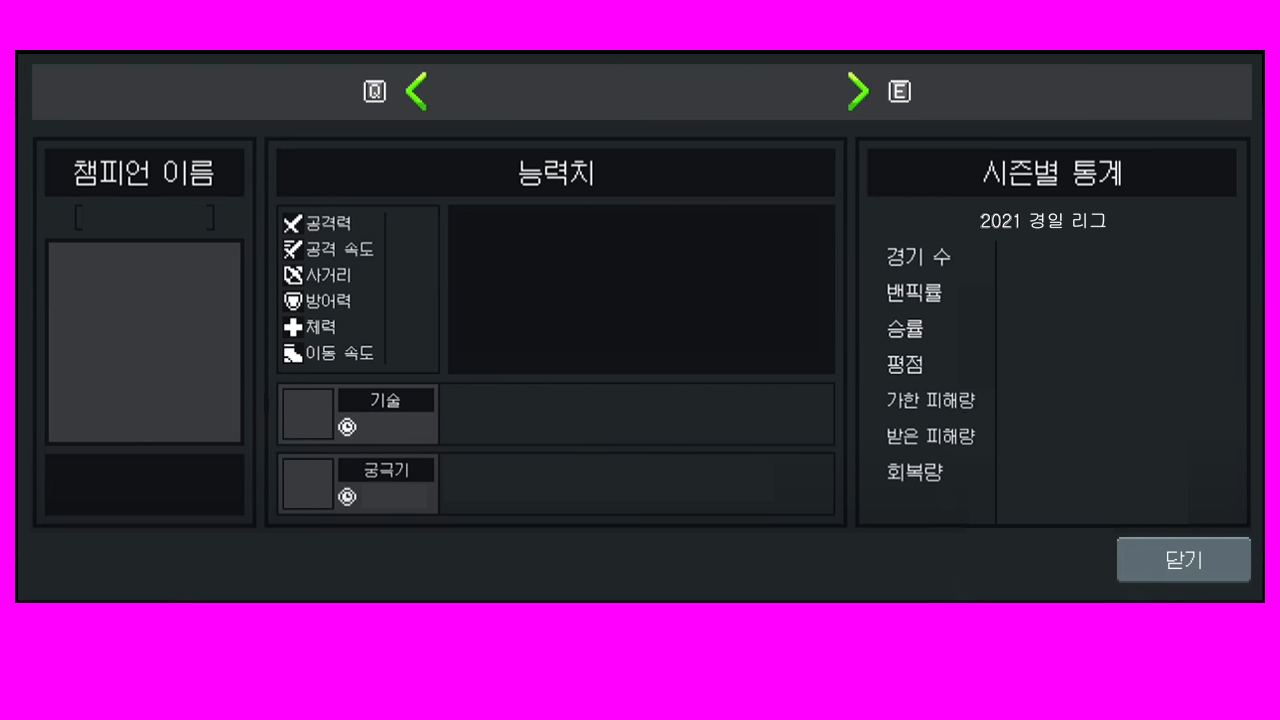 Q E
챔피언 이름
[ ]
능력치
공격력
공격 속도
사거리
방어력
체력
이동 속도
기술
궁극기
시즌별 통계
2021 경일 리그
경기 수
밴픽률
승률
평점
가한 피해량
받은 피해량
회복량
닫기